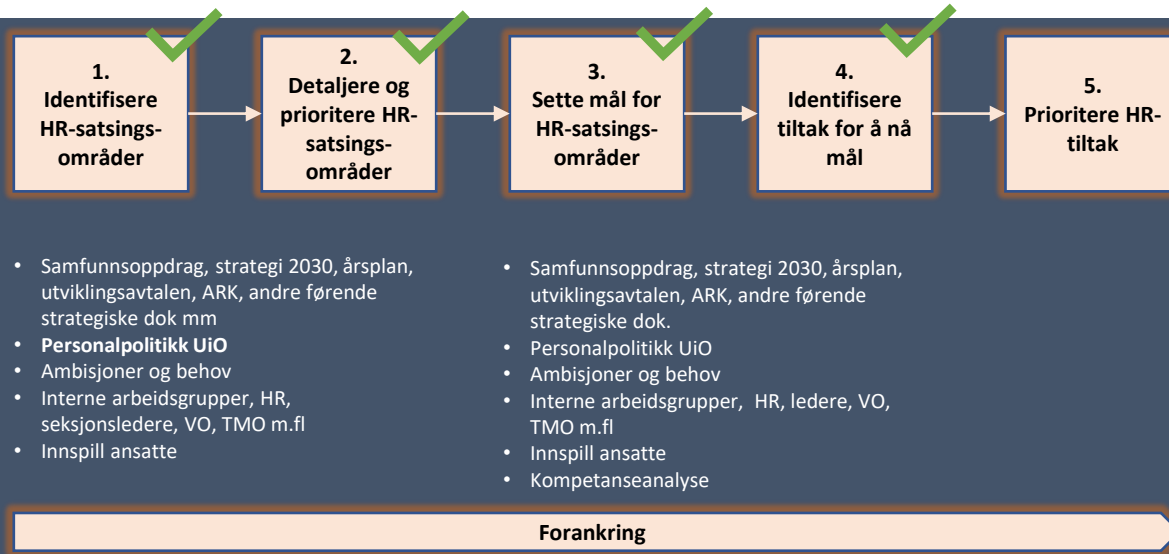 1.
Identifisere
HR-satsings-
områder
2.
Detaljere og
prioritere HR-
satsings-
områder
3.
Sette mål for
HR-satsings-
områder
4.
Identifisere
tiltak for å nå
mål
5.
Prioritere HR-
tiltak
• Samfunnsoppdrag, strategi 2030, årsplan,
utviklingsavtalen, ARK, andre førende
strategiske dok mm
• Personalpolitikk UiO
• Ambisjoner og behov
• Interne arbeidsgrupper, HR,
seksjonsledere, VO, TMO m.fl
• Innspill ansatte
• Samfunnsoppdrag, strategi 2030, årsplan,
utviklingsavtalen, ARK, andre førende
strategiske dok.
• Personalpolitikk UiO
• Ambisjoner og behov
• Interne arbeidsgrupper, HR, ledere, VO,
TMO m.fl
• Innspill ansatte
• Kompetanseanalyse
Forankring